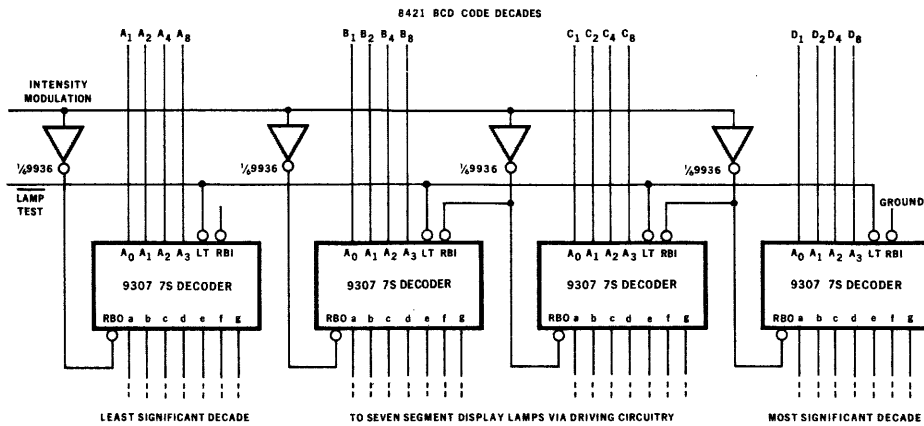 8421 BCD CODE DECADES
A1 A2 A4 A8 B1 B2 B4 B8 C1 C2 C4 C8 D1 D2 D4 D8
INTENSITY
MODULATION
1/6 9936 1/6 9936 1/6 9936 1/6 9936
LAMP
TEST
GROUND
A0 A1 A2 A3 LT RBI A0 A1 A2 A3 LT RBI A0 A1 A2 A3 LT RBI A0 A1 A2 A3 LT RBI
9307 7S DECODER 9307 7S DECODER 9307 7S DECODER 9307 7S DECODER
RBO a b c d e f g RBO a b c d e f g RBO a b c d e f g RBO a b c d e f g
LEAST SIGNIFICANT DECADE TO SEVEN SEGMENT DISPLAY LAMPS VIA DRIVING CIRCUITRY MOST SIGNIFICANT DECADE